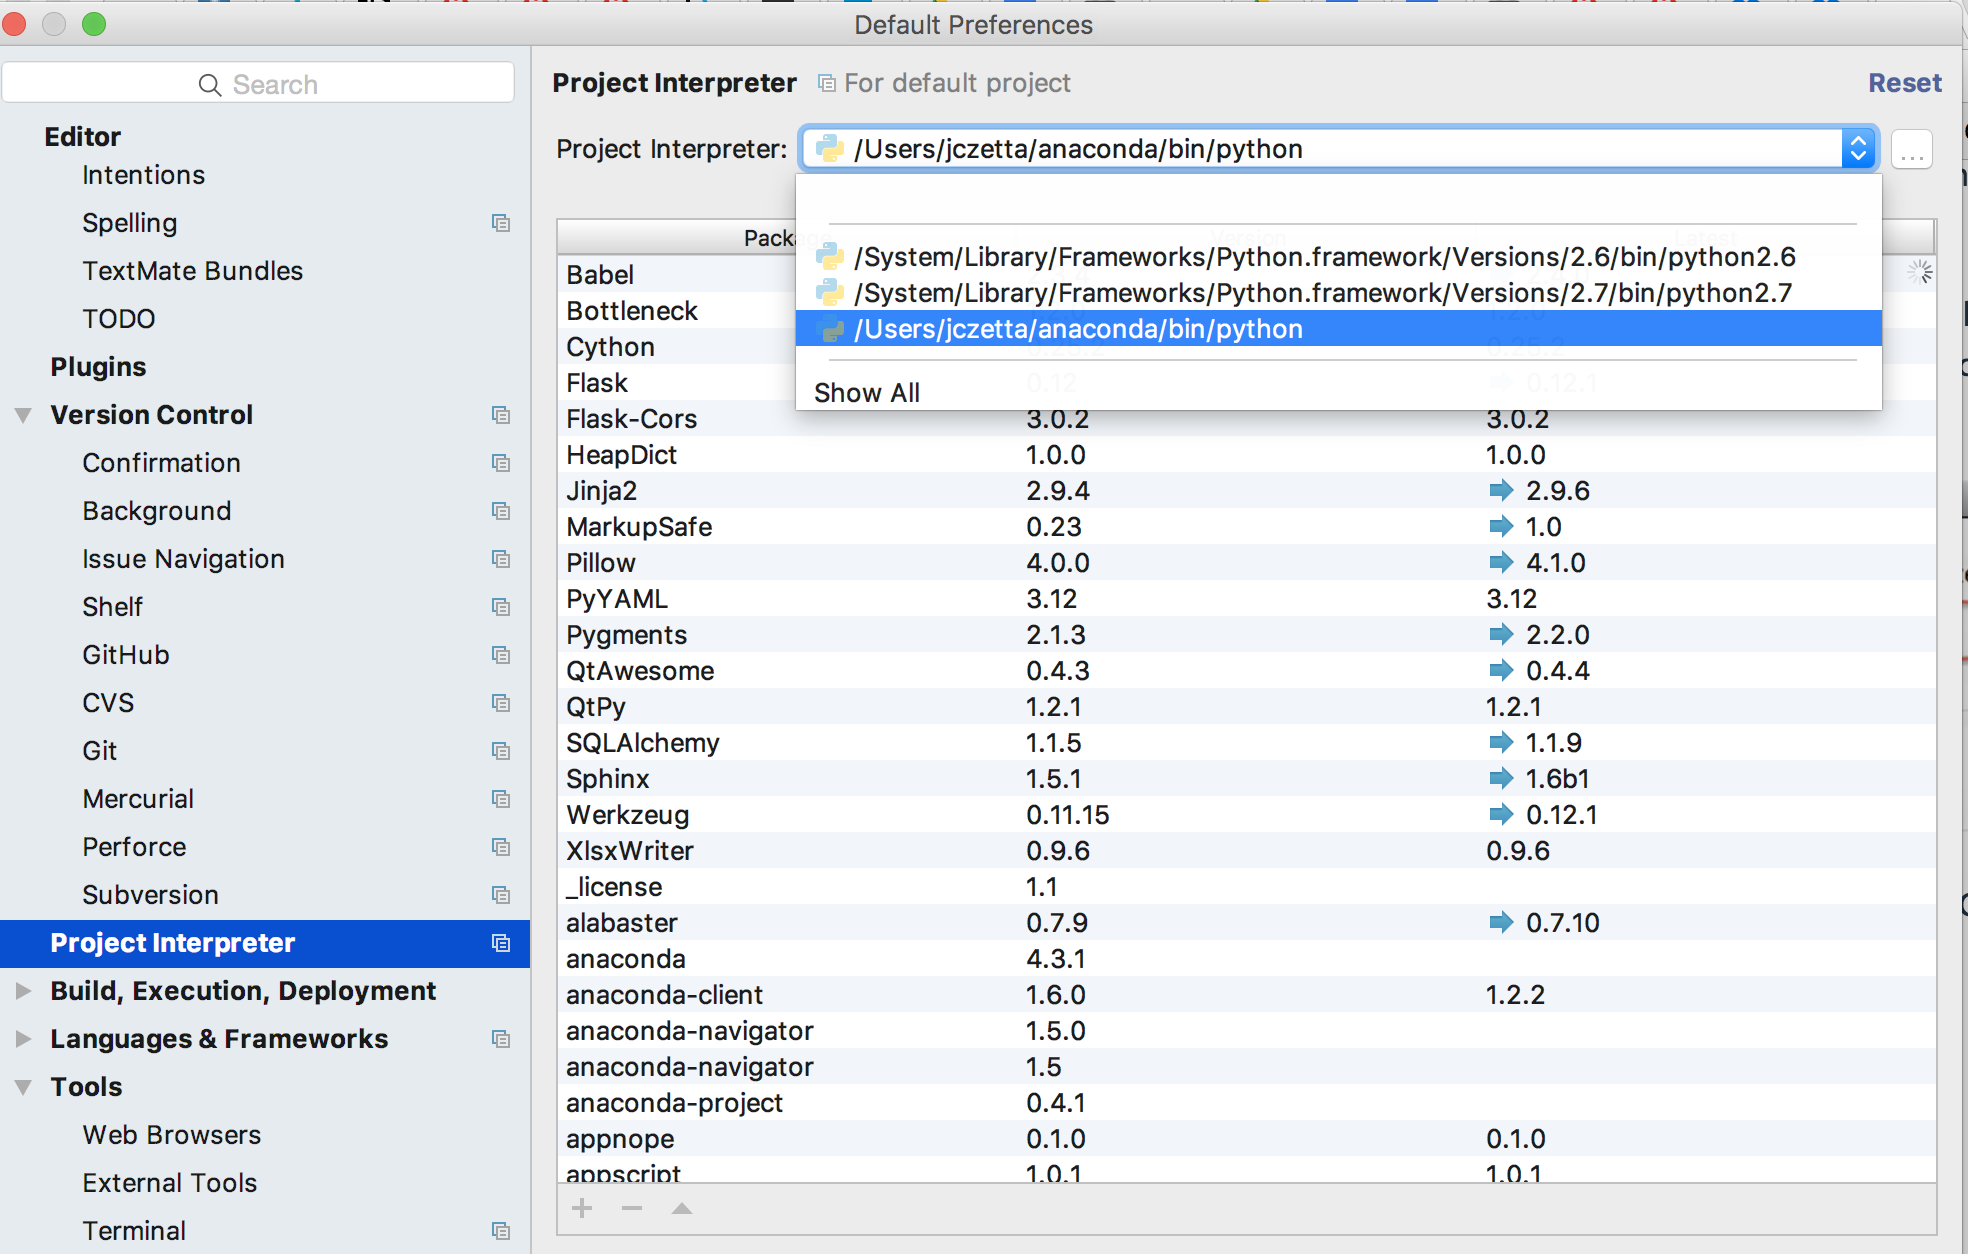 Default Preferences
Search
Editor
Intentions
Spelling
TextMate Bundles
TODO
Plugins
Version Control
Confirmation
Background
Issue Navigation
Shelf
GitHub
CVS
Git
Mercurial
Perforce
Subversion
Project Interpreter
Build, Execution, Deployment
Languages & Frameworks
Tools
Web Browsers
External Tools
Terminal
Project Interpreter For default project Reset
Project Interpreter: /Users/jczetta/anaconda/bin/python ...
/System/Library/Frameworks/Python.framework/Versions/2.6/bin/python2.6
/System/Library/Frameworks/Python.framework/Versions/2.7/bin/python2.7
/Users/jczetta/anaconda/bin/python
Show All
Package Version Latest
Babel
Bottleneck
Cython 0.25.2
Flask 0.12 0.12.1
Flask-Cors 3.0.2 3.0.2
HeapDict 1.0.0 1.0.0
Jinja2 2.9.4 2.9.6
MarkupSafe 0.23 1.0
Pillow 4.0.0 4.1.0
PyYAML 3.12 3.12
Pygments 2.1.3 2.2.0
QtAwesome 0.4.3 0.4.4
QtPy 1.2.1 1.2.1
SQLAlchemy 1.1.5 1.1.9
Sphinx 1.5.1 1.6b1
Werkzeug 0.11.15 0.12.1
XlsxWriter 0.9.6 0.9.6
_license 1.1
alabaster 0.7.9 0.7.10
anaconda 4.3.1
anaconda-client 1.6.0 1.2.2
anaconda-navigator 1.5.0
anaconda-navigator 1.5
anaconda-project 0.4.1
appnope 0.1.0 0.1.0
appscript 1.0.1 1.0.1